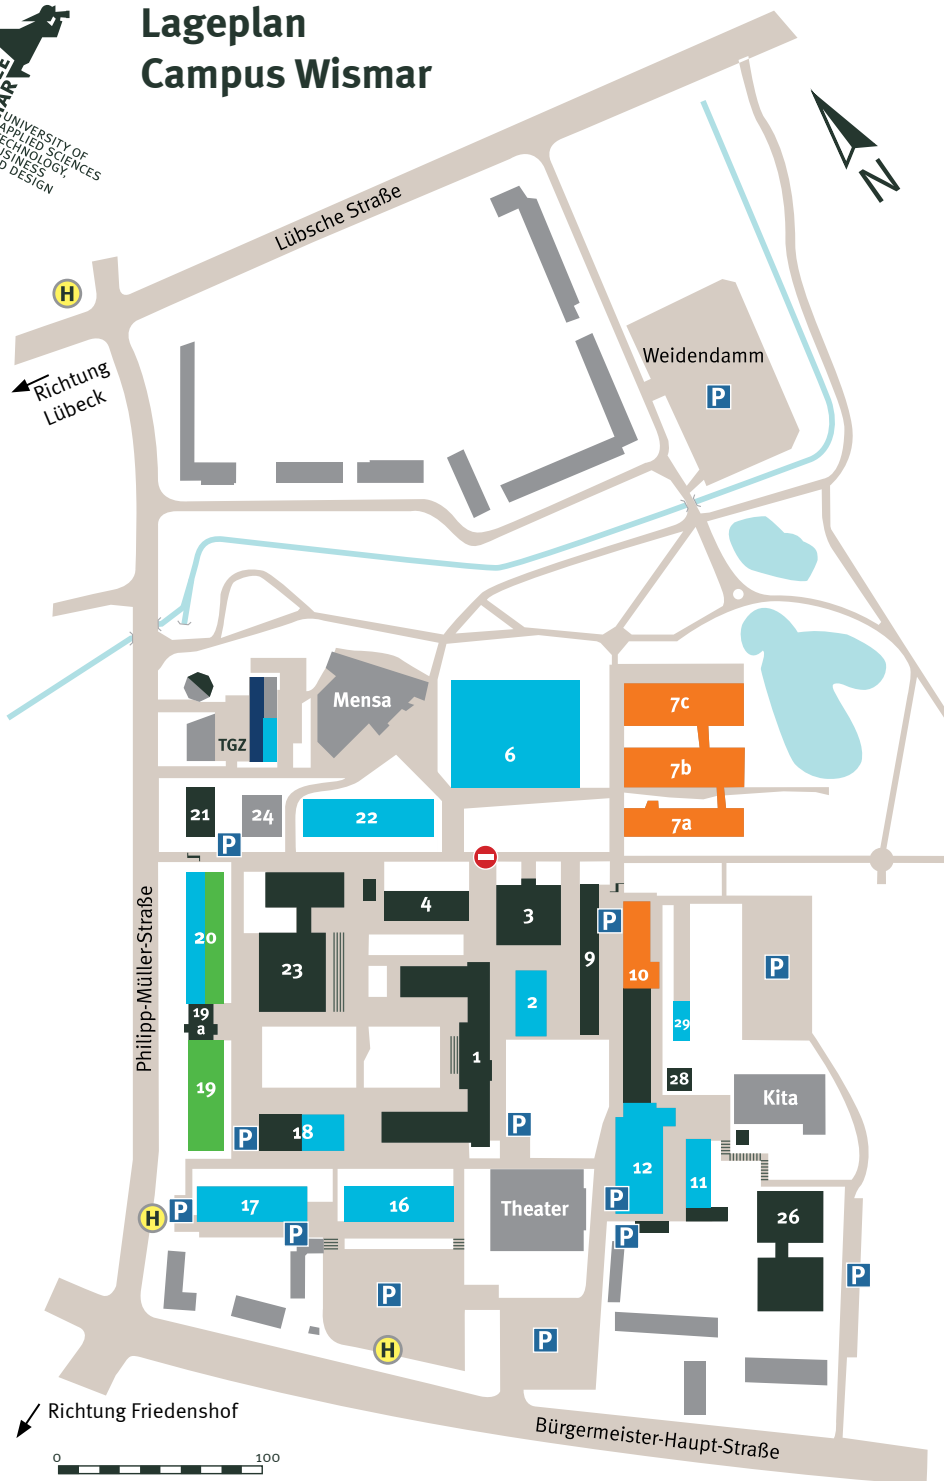 Lageplan
Campus Wismar
UNIVERSITY OF
APPLIED SCIENCES
DESIGN
Lübsche Straße
H
Richtung
Lübeck
Weidendamm
P
N
Mensa
TGZ
6
7c
7b
7a
21
24
22
P
20
23
4
3
9
P
10
P
19
a
2
29
1
28
19
Kita
P
18
P
12
11
H
P
17
16
Theater
P
26
P
P
P
P
P
H
Philipp-Müller-Straße
Richtung Friedenshof
Bürgermeister-Haupt-Straße
0
100